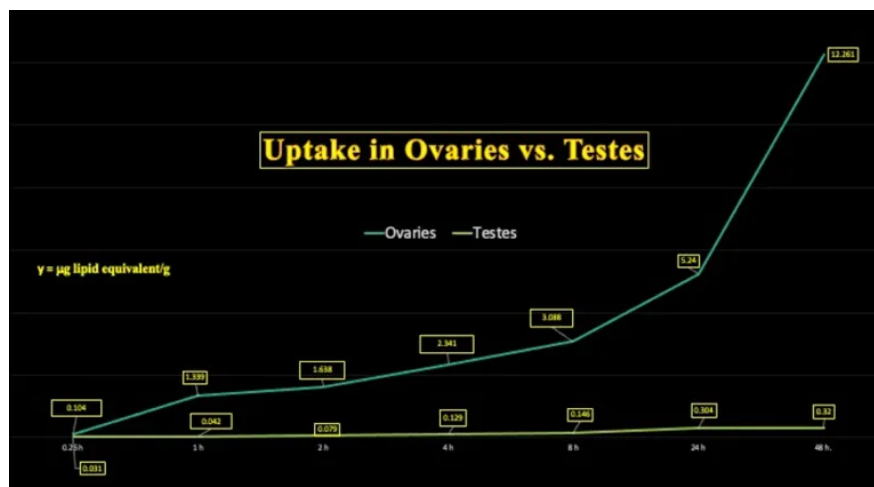 12.261
Uptake in Ovaries vs. Testes
Ovaries
Testes
y = µg lipid equivalent/g
5.24
3.088
2.341
1.638
1.339
0.104
0.042
0.079
0.129
0.146
0.304
0.32
0.25 h
1 h
2 h
4 h
8 h
24 h
48 h.
0.031